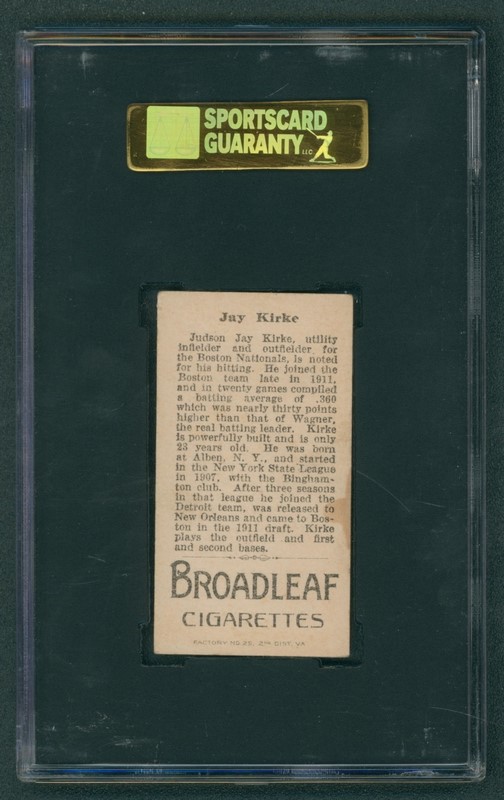 SPORTSCARD
GUARANTY LLC
Jay Kirke
Judson Jay Kirke, utility
infielder and outfielder for
the Boston Nationals, is noted
for his hitting. He joined the
Boston team late in 1911,
and in twenty games compiled
a batting average of .360
which was nearly thirty points
higher than that of Wagner,
the real batting leader. Kirke
is powerfully built and is only
23 years old. He was born
at Alben, N. Y., and started
in the New York State League
in 1907, with the Bingham-
ton club. After three seasons
in that league he joined the
Detroit team, was released to
New Orleans and came to Bos-
ton in the 1911 draft. Kirke
plays the outfield and first
and second bases.
BROADLEAF
CIGARETTES
FACTORY NO. 25, 2ND DIST. VA